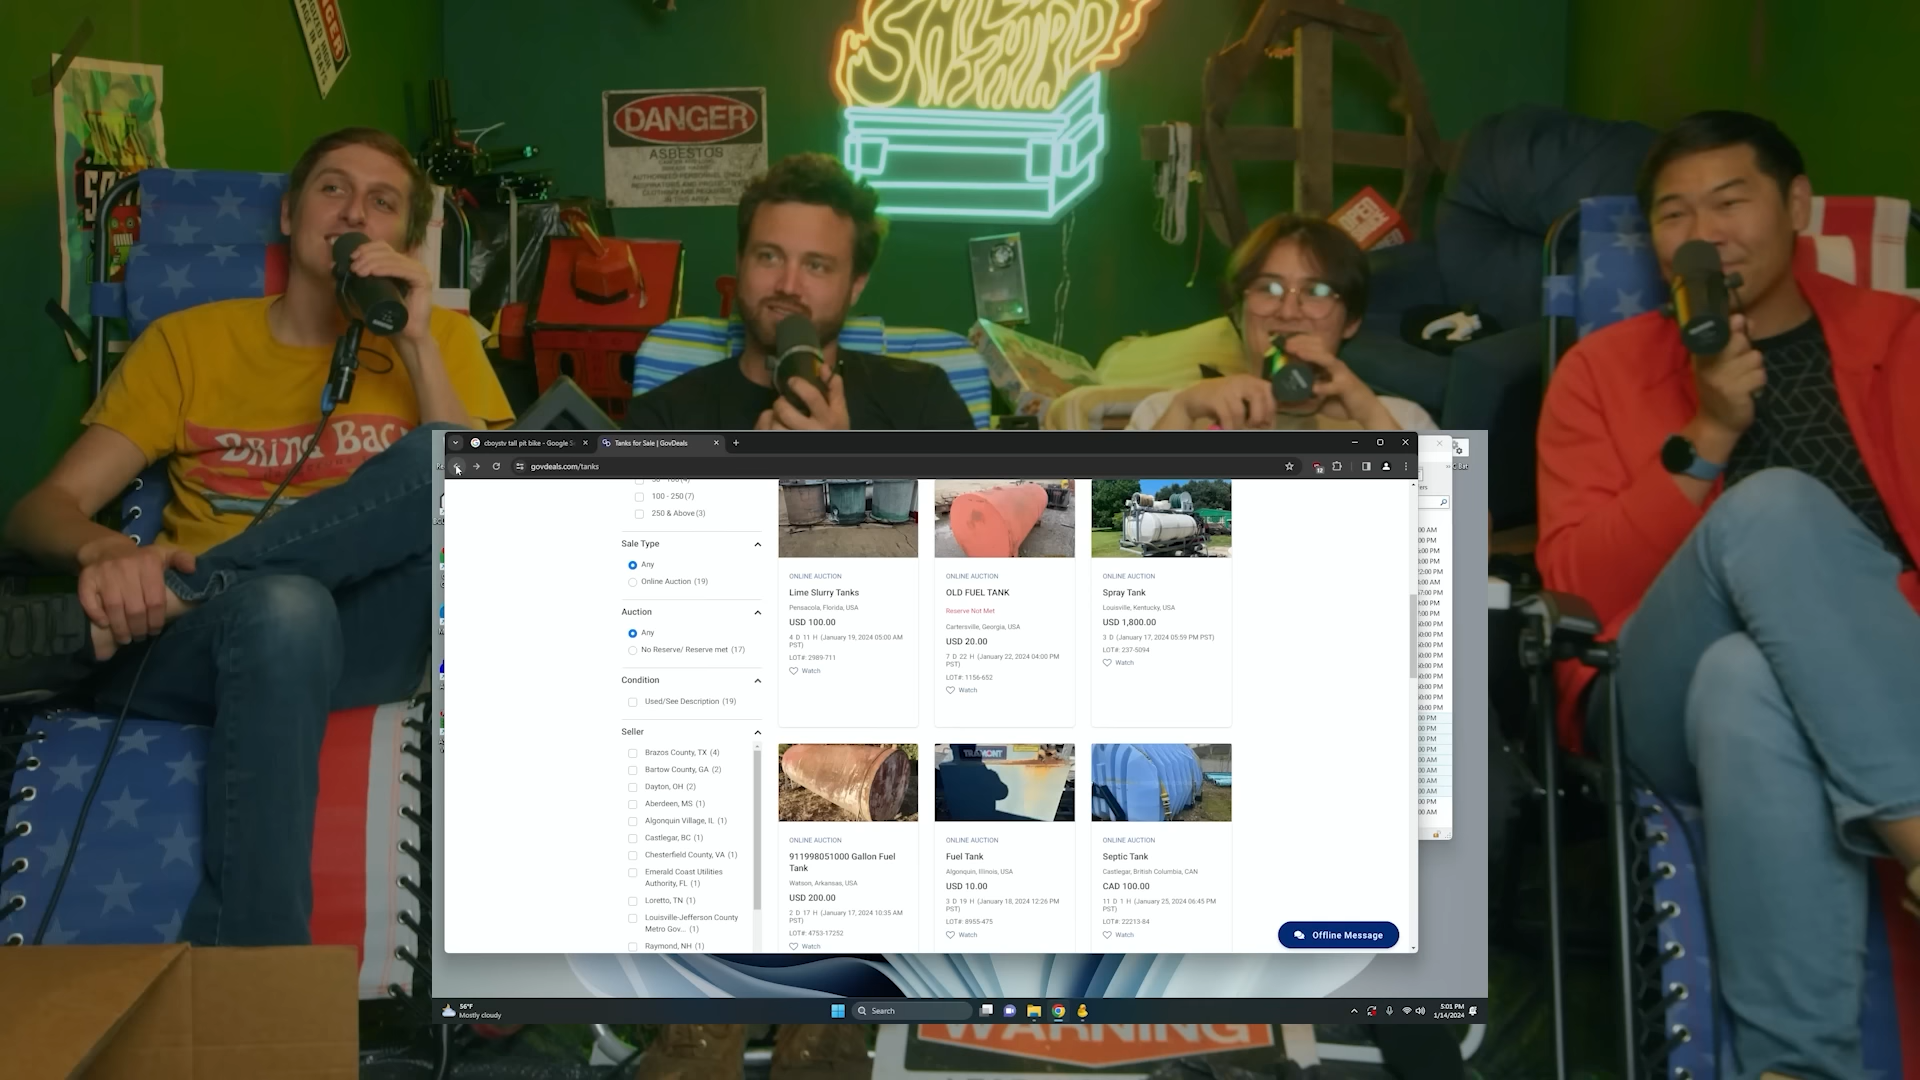 DANGER
DANGER
ASBESTOS
BRING BACK
cboystv tall pit bike - Google S
Tanks for Sale | GovDeals
govdeals.com/tanks
12
100 - 250 (7)
250 & Above (3)
Sale Type
Any
Online Auction (19)
Auction
Any
No Reserve/ Reserve met (17)
Condition
Used/See Description (19)
Seller
Brazos County, TX (4)
Bartow County, GA (2)
Dayton, OH (2)
Aberdeen, MS (1)
Algonquin Village, IL (1)
Castlegar, BC (1)
Chesterfield County, VA (1)
Emerald Coast Utilities
Authority, FL (1)
Loretto, TN (1)
Louisville-Jefferson County
Metro Gov... (1)
Raymond, NH (1)
ONLINE AUCTION
Lime Slurry Tanks
Pensacola, Florida, USA
USD 100.00
4 D 11 H (January 19, 2024 05:00 AM
PST)
LOT#: 2989-711
Watch
ONLINE AUCTION
OLD FUEL TANK
Reserve Not Met
Cartersville, Georgia, USA
USD 20.00
7 D 22 H (January 22, 2024 04:00 PM
PST)
LOT#: 1156-652
Watch
ONLINE AUCTION
Spray Tank
Louisville, Kentucky, USA
USD 1,800.00
3 D (January 17, 2024 05:59 PM PST)
LOT#: 237-5094
Watch
ONLINE AUCTION
911998051000 Gallon Fuel
Tank
Watson, Arkansas, USA
USD 200.00
2 D 17 H (January 17, 2024 10:35 AM
PST)
LOT#: 4753-17252
Watch
TRAMONT
ONLINE AUCTION
Fuel Tank
Algonquin, Illinois, USA
USD 10.00
3 D 19 H (January 18, 2024 12:26 PM
PST)
LOT#: 8955-475
Watch
ONLINE AUCTION
Septic Tank
Castlegar, British Columbia, CAN
CAD 100.00
11 D 1 H (January 25, 2024 06:45 PM
PST)
LOT#: 22213-84
Watch
Offline Message
56°F
Mostly cloudy
Search
5:01 PM
1/14/2024
WARNING